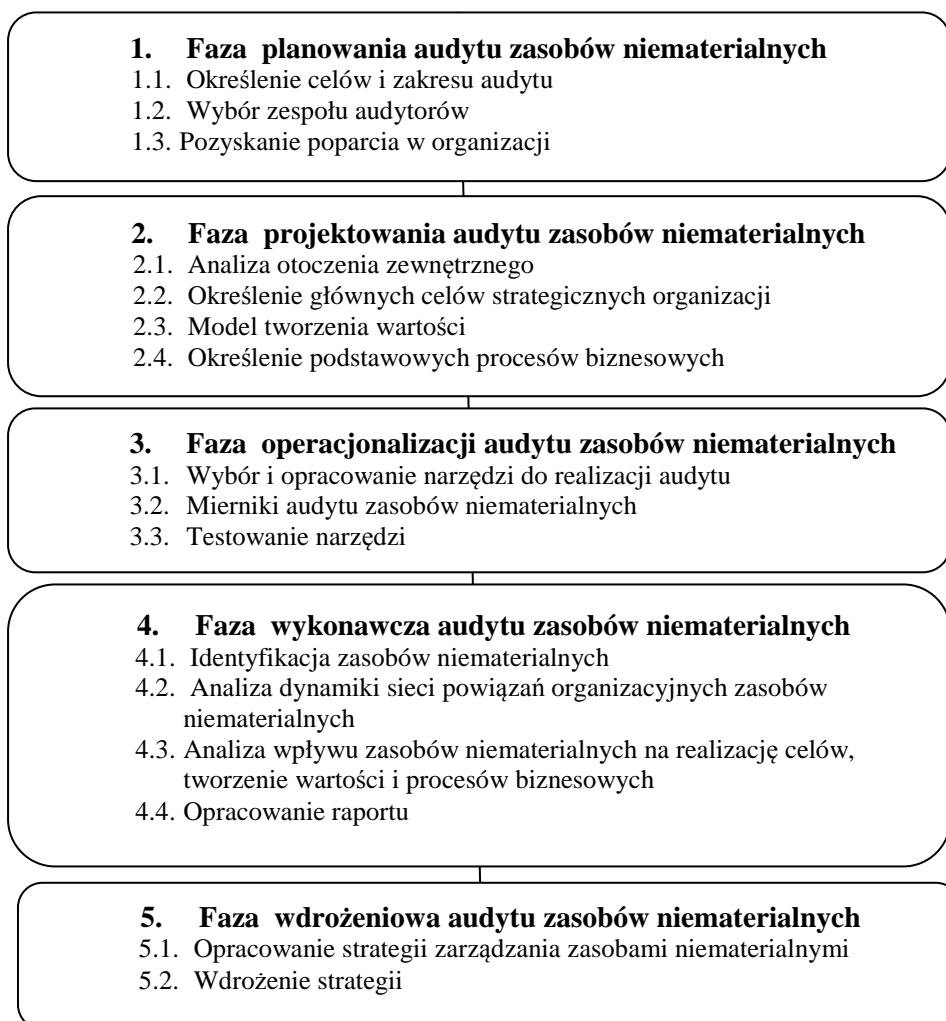 1. Faza planowania audytu zasobów niematerialnych
1.1. Określenie celów i zakresu audytu
1.2. Wybór zespołu audytorów
1.3. Pozyskanie poparcia w organizacji
2. Faza projektowania audytu zasobów niematerialnych
2.1. Analiza otoczenia zewnętrznego
2.2. Określenie głównych celów strategicznych organizacji
2.3. Model tworzenia wartości
2.4. Określenie podstawowych procesów biznesowych
3. Faza operacjonalizacji audytu zasobów niematerialnych
3.1. Wybór i opracowanie narzędzi do realizacji audytu
3.2. Mierniki audytu zasobów niematerialnych
3.3. Testowanie narzędzi
4. Faza wykonawcza audytu zasobów niematerialnych
4.1. Identyfikacja zasobów niematerialnych
4.2. Analiza dynamiki sieci powiązań organizacyjnych zasobów
niematerialnych
4.3. Analiza wpływu zasobów niematerialnych na realizację celów,
tworzenie wartości i procesów biznesowych
4.4. Opracowanie raportu
5. Faza wdrożeniowa audytu zasobów niematerialnych
5.1. Opracowanie strategii zarządzania zasobami niematerialnymi
5.2. Wdrożenie strategii